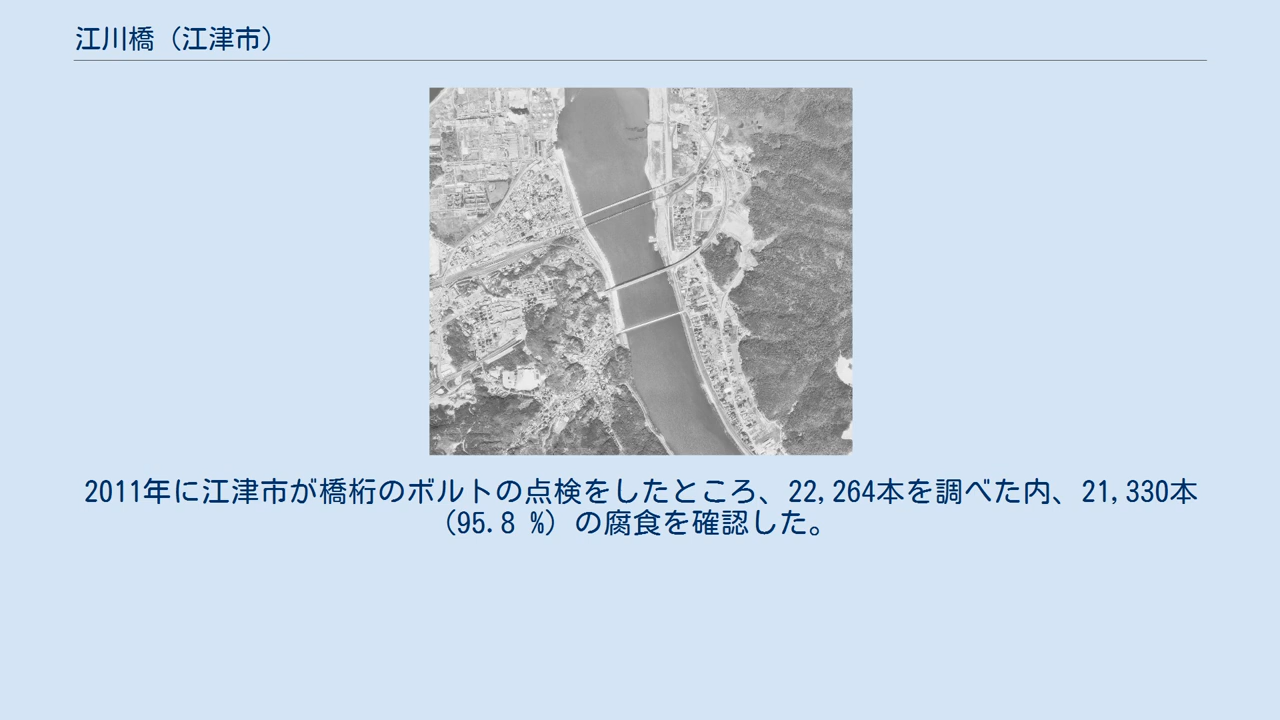 江川橋（江津市）
2011年に江津市が橋桁のボルトの点検をしたところ、22,264本を調べた内、21,330本
（95.8 %）の腐食を確認した。